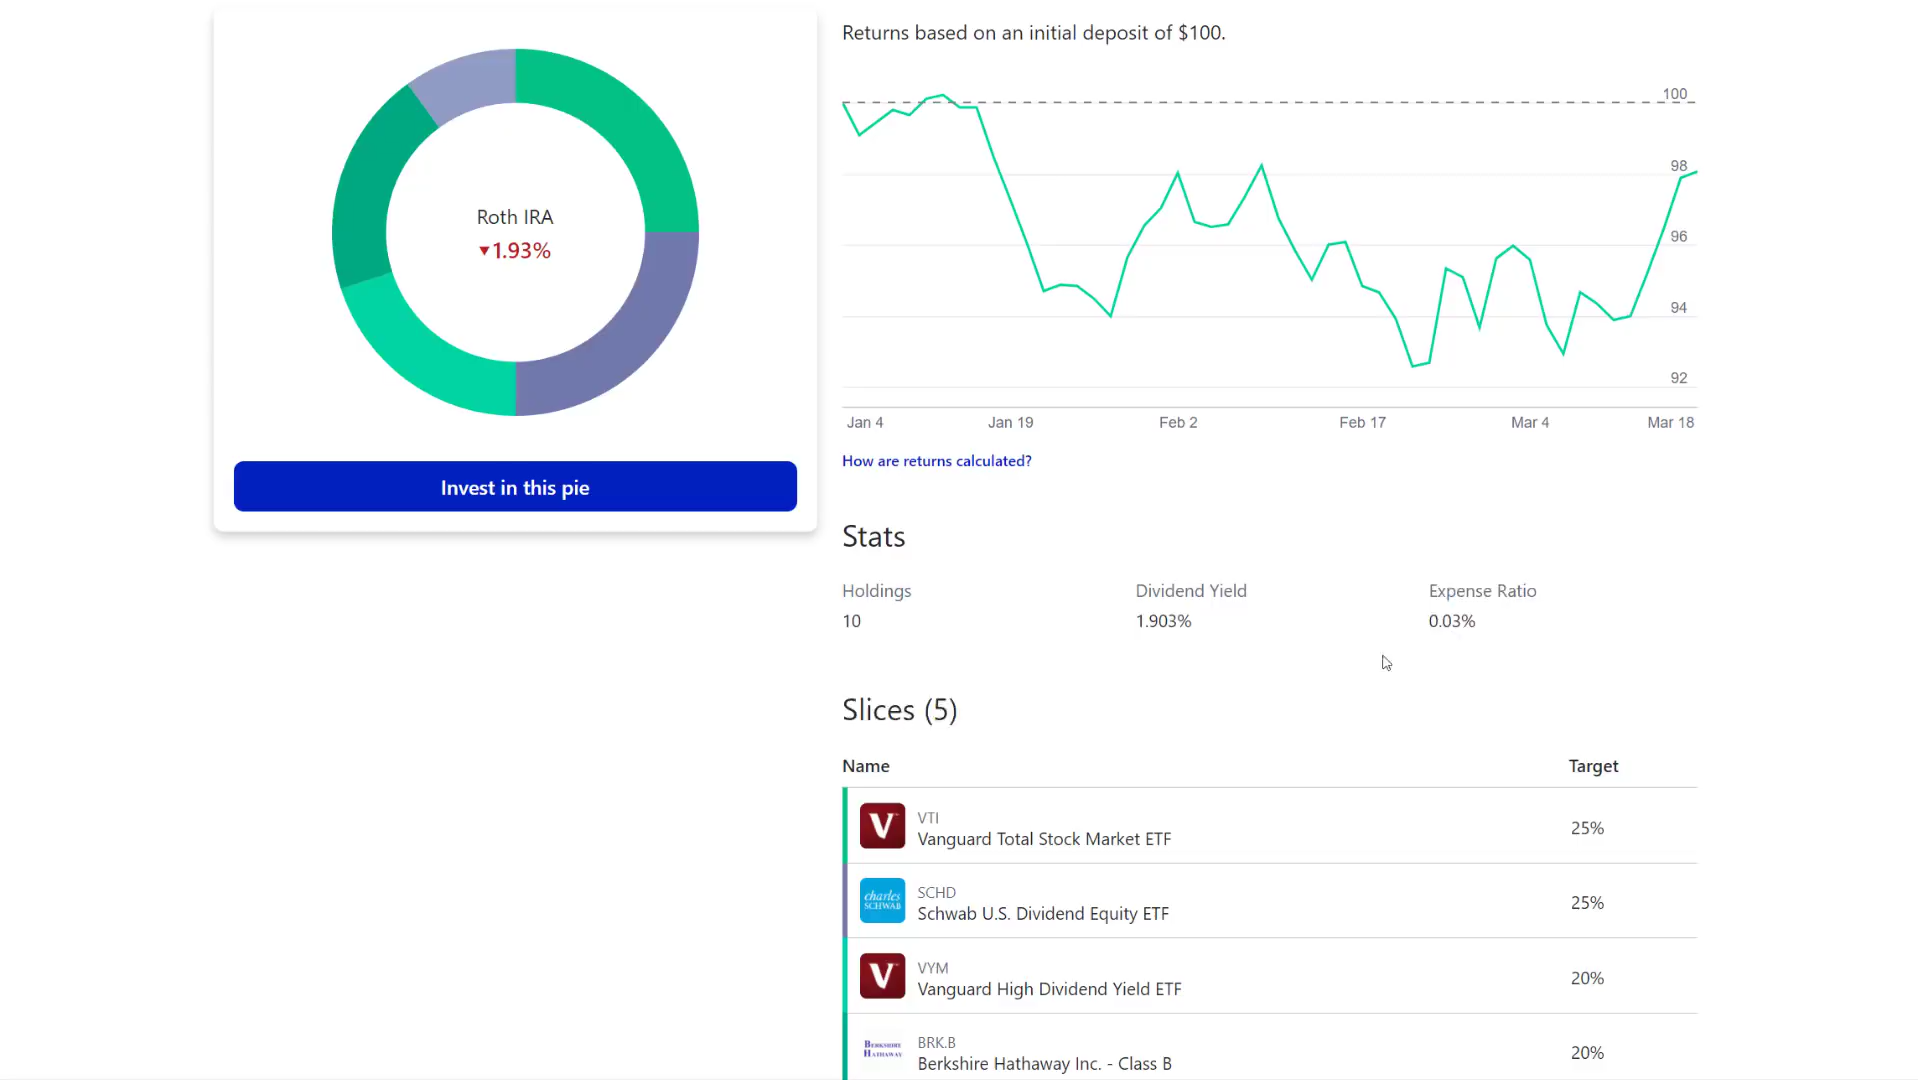 Roth IRA
▼1.93%
Invest in this pie
Returns based on an initial deposit of $100.
100
98
96
94
92
Jan 4
Jan 19
Feb 2
Feb 17
Mar 4
Mar 18
How are returns calculated?
Stats
Holdings
Dividend Yield
Expense Ratio
10
1.903%
0.03%
Slices (5)
Name
Target
V
VTI
Vanguard Total Stock Market ETF
25%
charles
SCHWAB
SCHD
Schwab U.S. Dividend Equity ETF
25%
V
VYM
Vanguard High Dividend Yield ETF
20%
BERKSHIRE
HATHAWAY
BRK.B
Berkshire Hathaway Inc. - Class B
20%